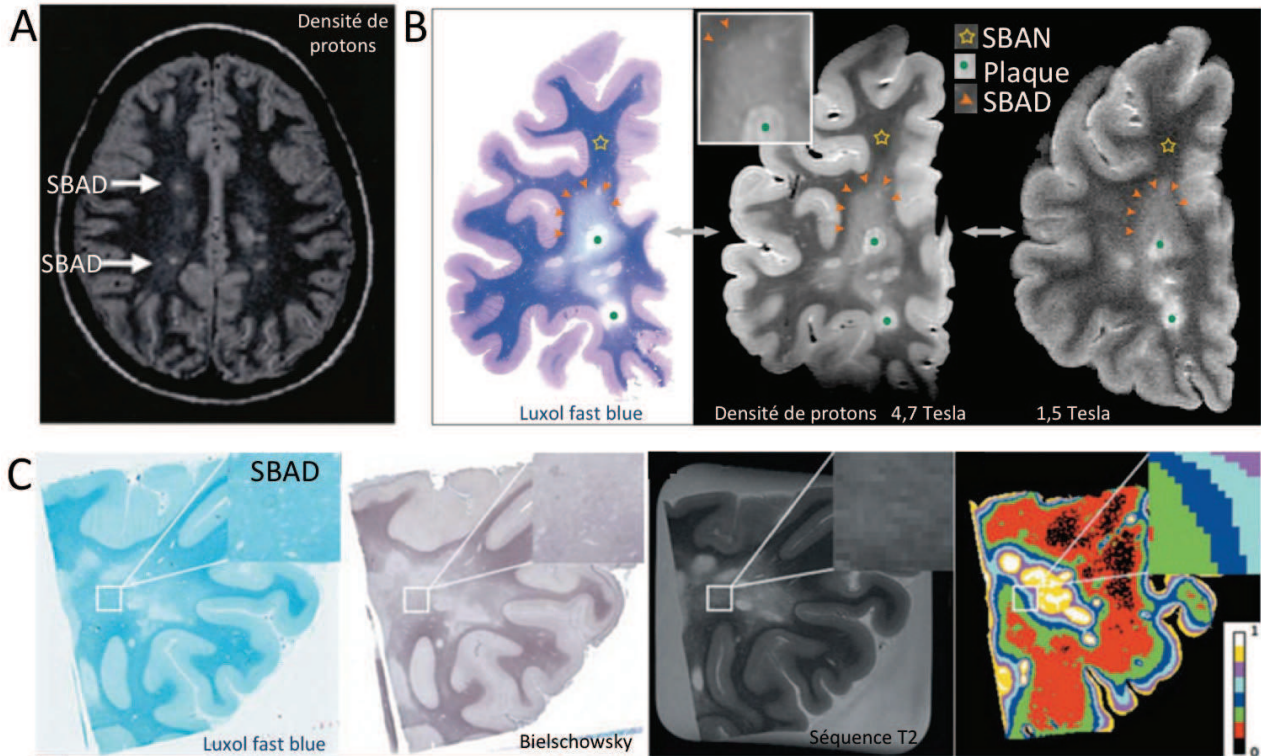 A
Densité de
protons
SBAD
SBAD
B
SBAN
Plaque
SBAD
Luxol fast blue
Densité de protons 4,7 Tesla
1,5 Tesla
C
SBAD
Luxol fast blue
Bielschowsky
Séquence T2
1
0